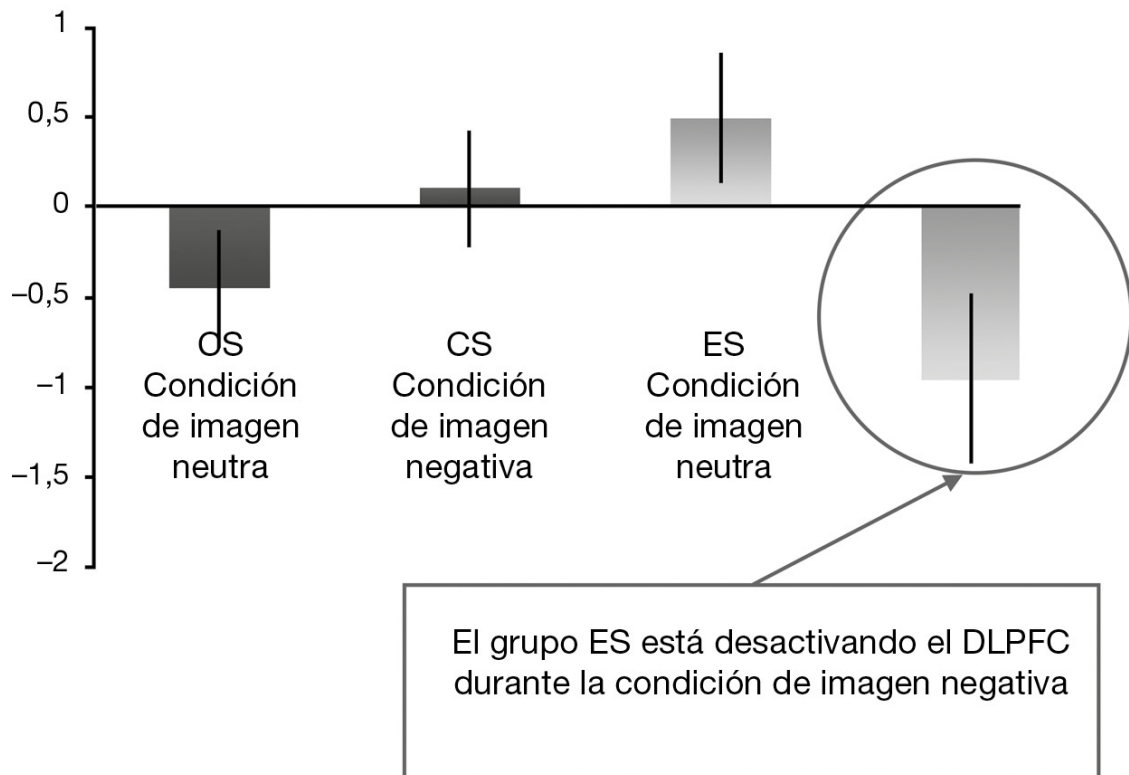 1
0,5
0
−0,5
−1
−1,5
−2
CS
Condición
de imagen
neutra
CS
Condición
de imagen
negativa
ES
Condición
de imagen
neutra
El grupo ES está desactivando el DLPFC
durante la condición de imagen negativa